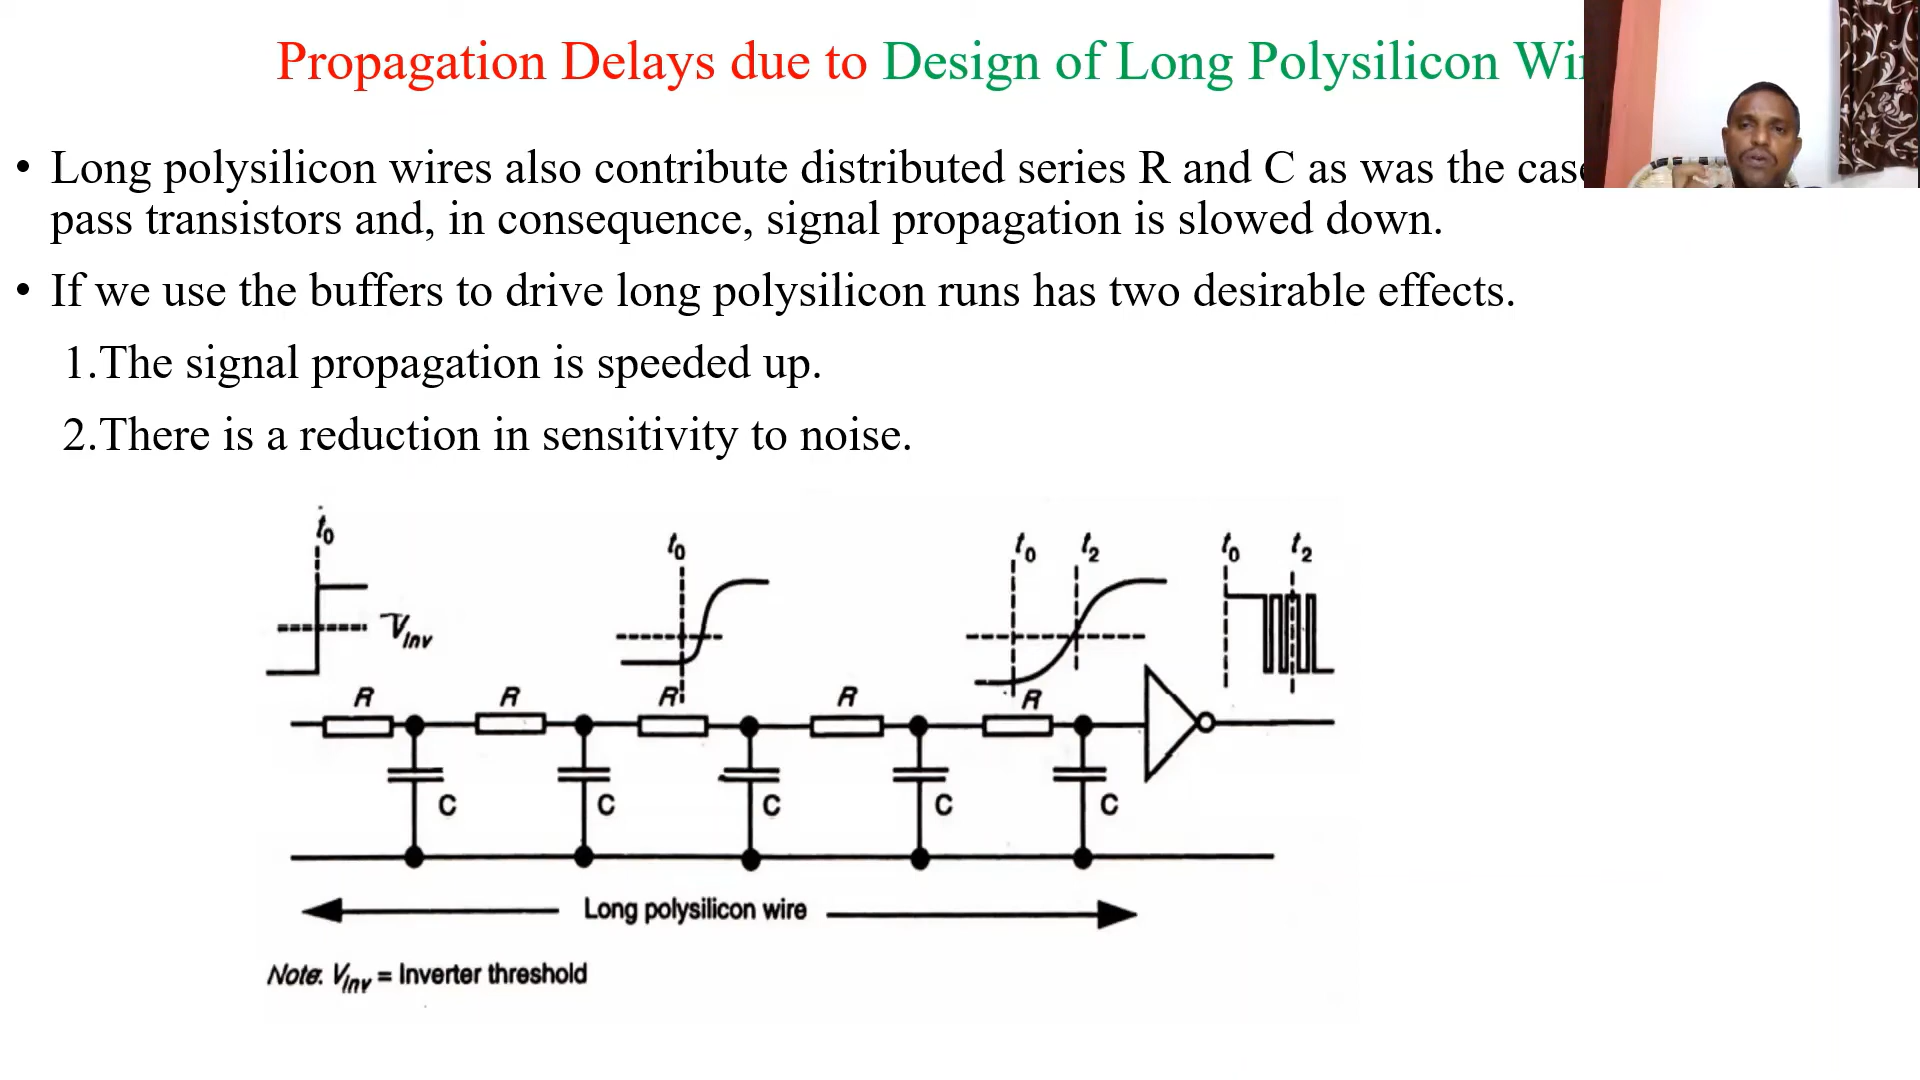 Propagation Delays due to Design of Long Polysilicon
• Long polysilicon wires also contribute distributed series R and C as was the
pass transistors and, in consequence, signal propagation is slowed down.
• If we use the buffers to drive long polysilicon runs has two desirable effects.
1.The signal propagation is speeded up.
2.There is a reduction in sensitivity to noise.
t0
t0
t0 t2
t0 t2
Vinv
R R R R R
C C C C C
Long polysilicon wire
Note: Vinv = Inverter threshold